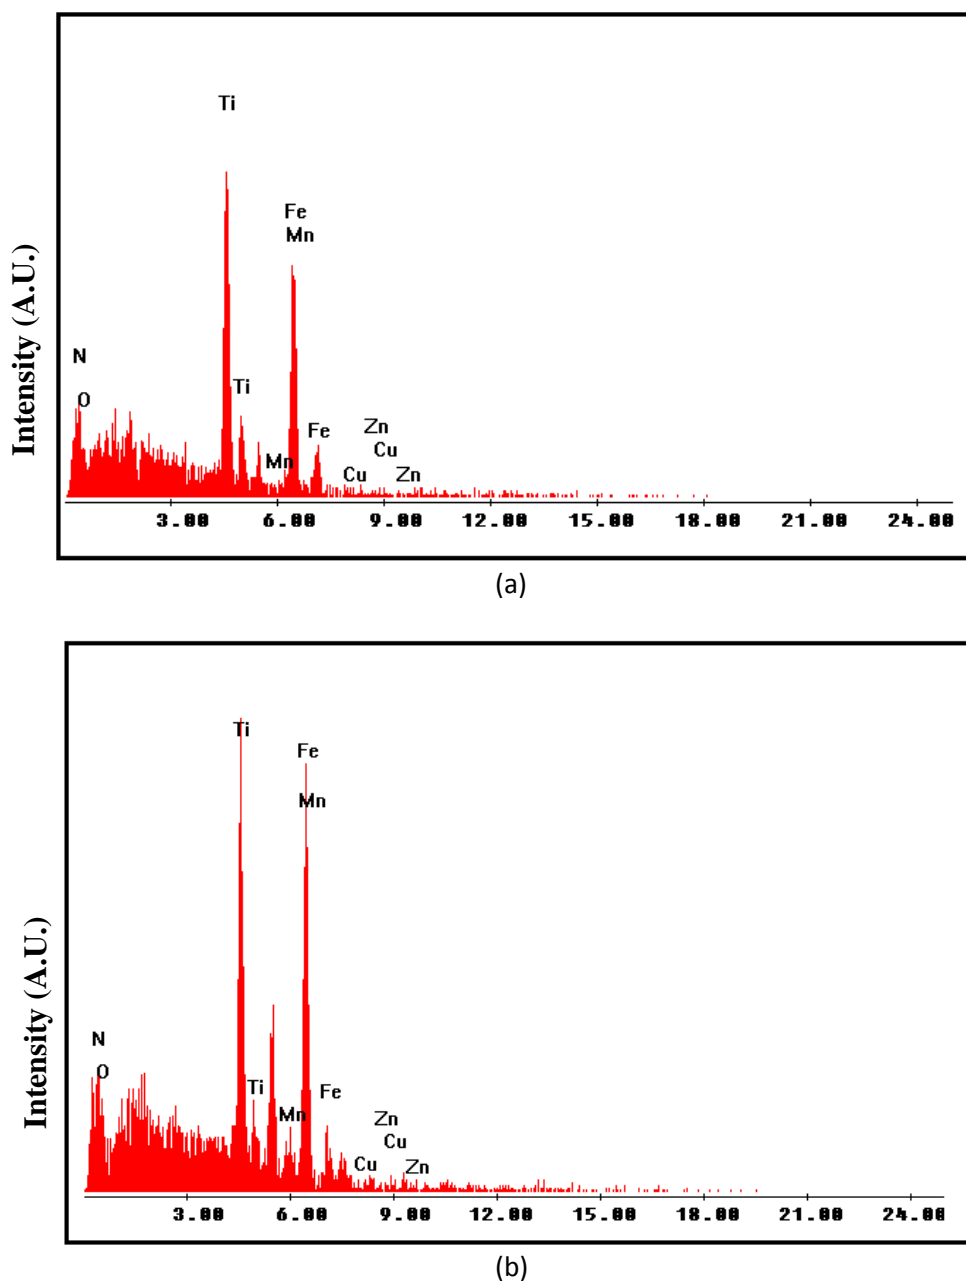 Ti
Fe
Mn
Intensity (A.U.)
N
Ti
O
Zn
Fe
Cu
Mn
Cu
Zn
3.00 6.00 9.00 12.00 15.00 18.00 21.00 24.00
(a)
Ti
Fe
Mn
Intensity (A.U.)
N
O
Ti
Fe
Mn
Zn
Cu
Cu
Zn
3.00 6.00 9.00 12.00 15.00 18.00 21.00 24.00
(b)